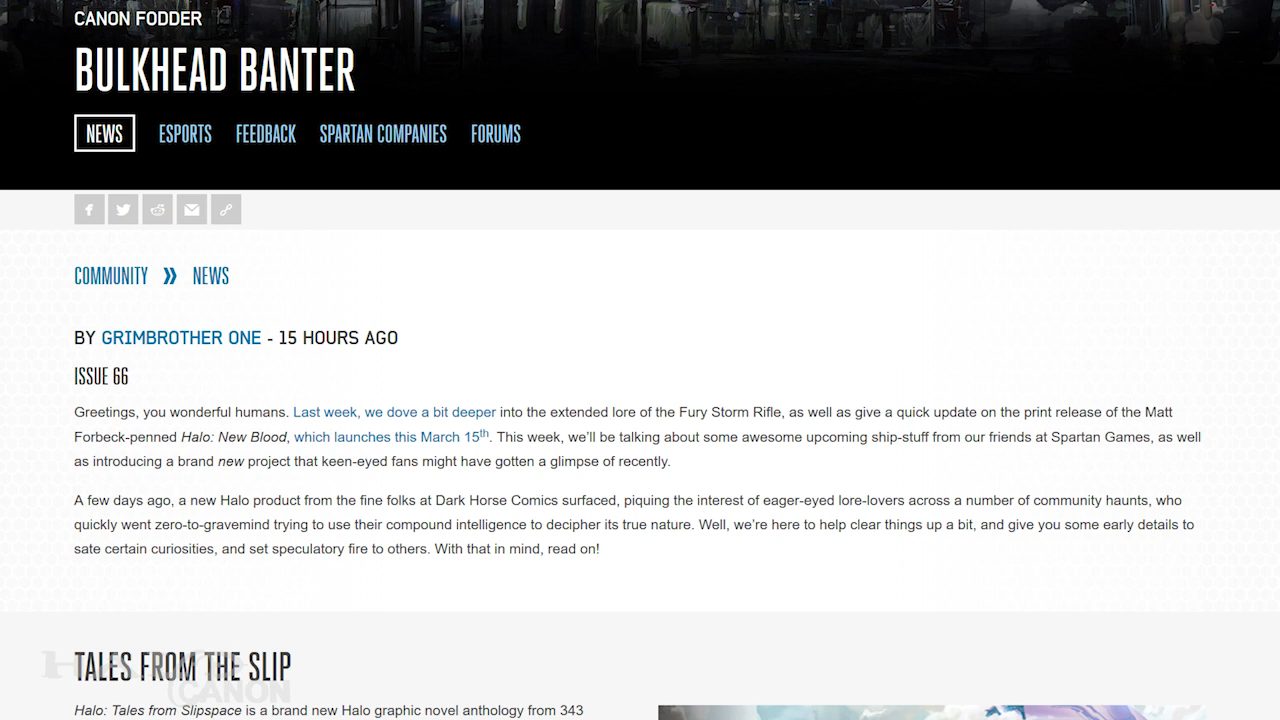 CANON FODDER
BULKHEAD BANTER
NEWS ESPORTS FEEDBACK SPARTAN COMPANIES FORUMS
COMMUNITY » NEWS
BY GRIMBROTHER ONE - 15 HOURS AGO
ISSUE 66
Greetings, you wonderful humans. Last week, we dove a bit deeper into the extended lore of the Fury Storm Rifle, as well as give a quick update on the print release of the Matt
Forbeck-penned Halo: New Blood, which launches this March 15th. This week, we'll be talking about some awesome upcoming ship-stuff from our friends at Spartan Games, as well
as introducing a brand new project that keen-eyed fans might have gotten a glimpse of recently.
A few days ago, a new Halo product from the fine folks at Dark Horse Comics surfaced, piquing the interest of eager-eyed lore-lovers across a number of community haunts, who
quickly went zero-to-gravemind trying to use their compound intelligence to decipher its true nature. Well, we're here to help clear things up a bit, and give you some early details to
sate certain curiosities, and set speculatory fire to others. With that in mind, read on!
TALES FROM THE SLIP
CANON
Halo: Tales from Slipspace is a brand new Halo graphic novel anthology from 343